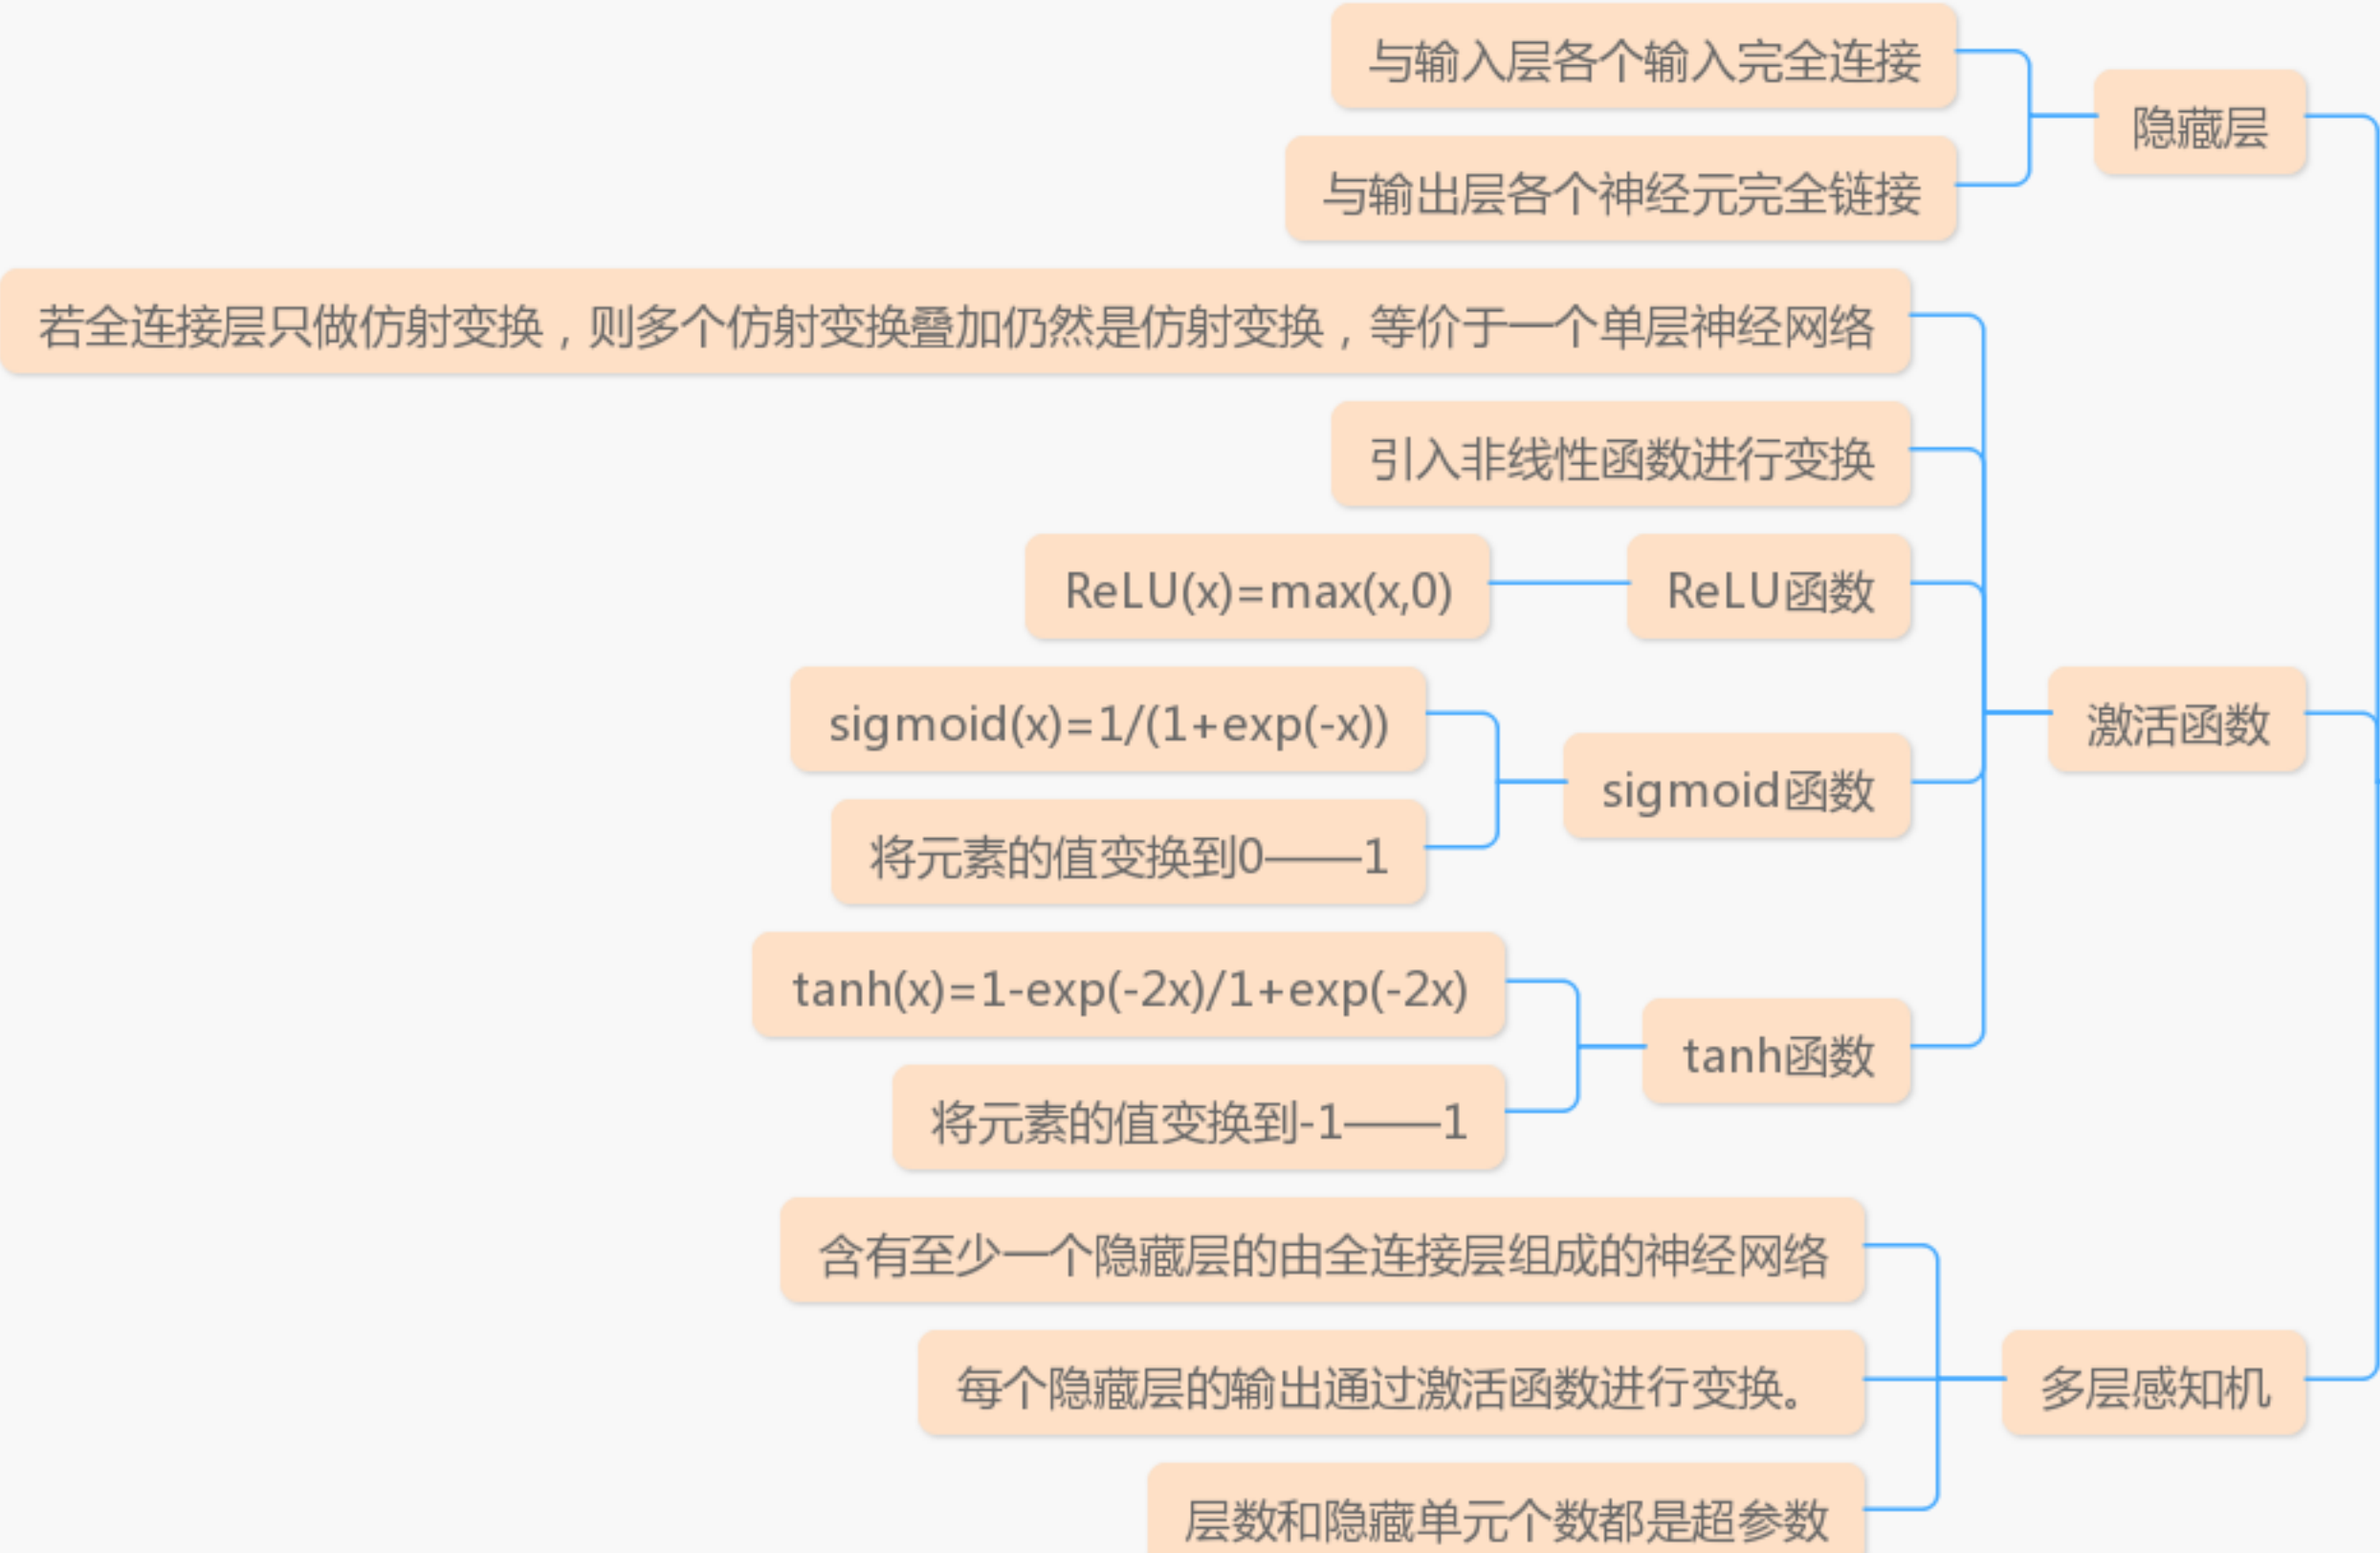 与输入层各个输入完全连接
隐藏层
与输出层各个神经元完全链接
若全连接层只做仿射变换，则多个仿射变换叠加仍然是仿射变换，等价于一个单层神经网络
引入非线性函数进行变换
ReLU(x)=max(x,0)
ReLU函数
sigmoid(x)=1/(1+exp(-x))
激活函数
sigmoid函数
将元素的值变换到0——1
tanh(x)=1-exp(-2x)/1+exp(-2x)
tanh函数
将元素的值变换到-1——1
含有至少一个隐藏层的由全连接层组成的神经网络
每个隐藏层的输出通过激活函数进行变换。
多层感知机
层数和隐藏单元个数都是超参数